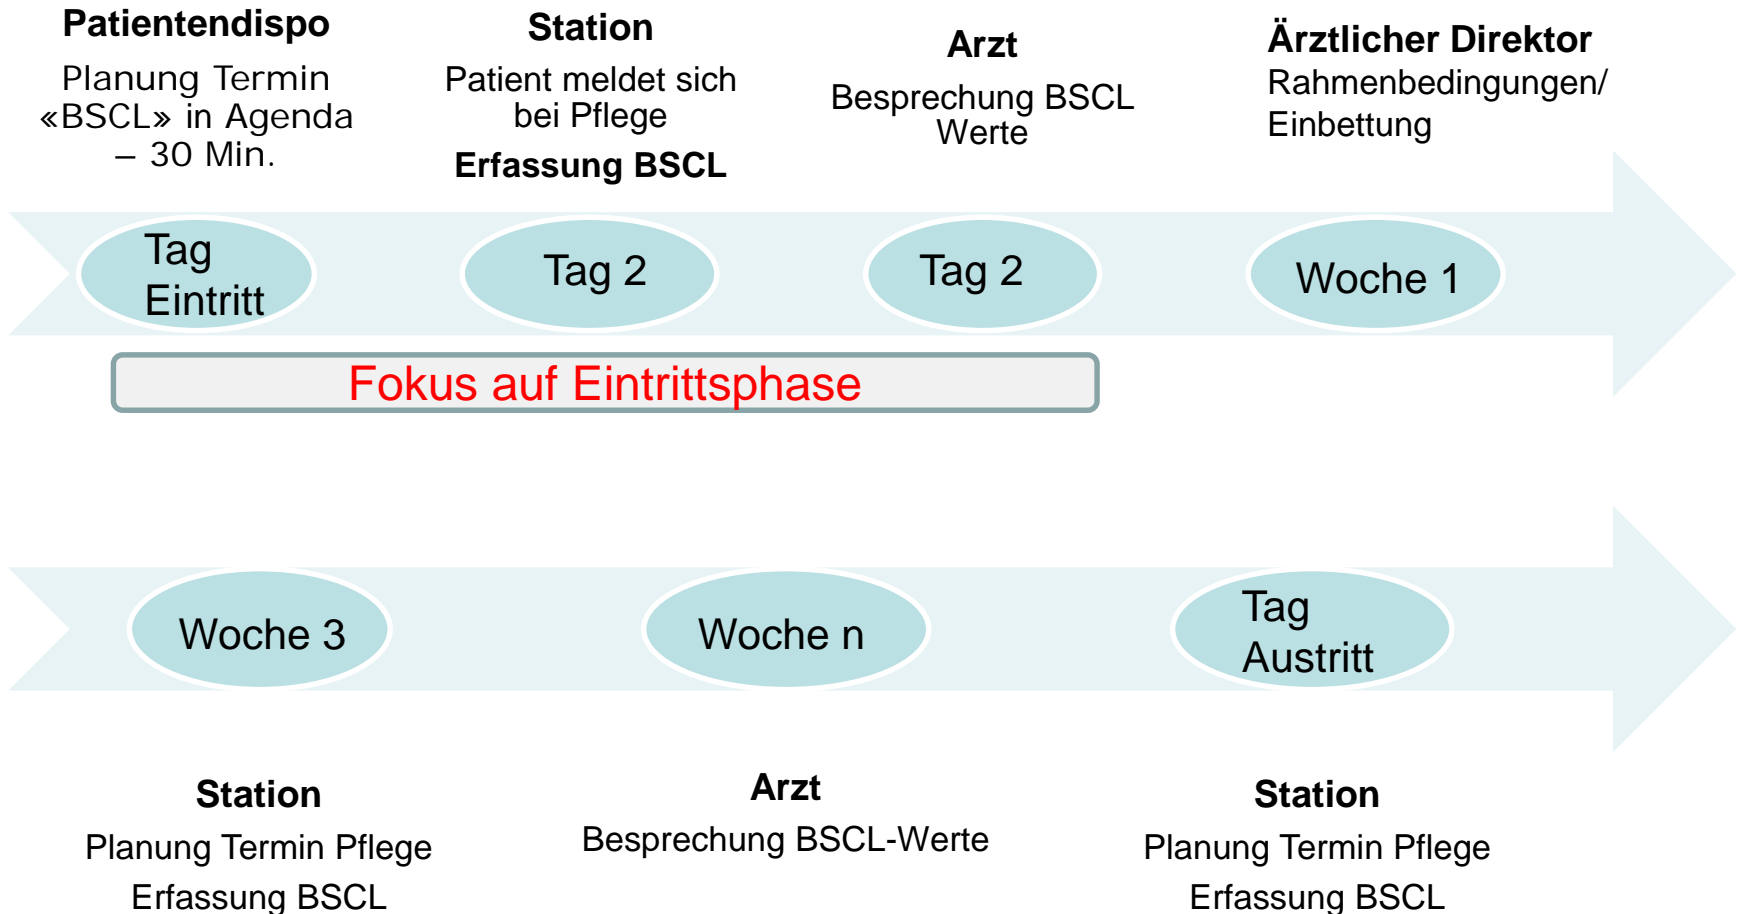 Patientendispo
Planung Termin
«BSCL» in Agenda
– 30 Min.
Station
Patient meldet sich
bei Pflege
Erfassung BSCL
Arzt
Besprechung BSCL
Werte
Ärztlicher Direktor
Rahmenbedingungen/
Einbettung
Tag
Eintritt
Tag 2
Tag 2
Woche 1
Fokus auf Eintrittsphase
Woche 3
Woche n
Tag
Austritt
Station
Planung Termin Pflege
Erfassung BSCL
Arzt
Besprechung BSCL-Werte
Station
Planung Termin Pflege
Erfassung BSCL